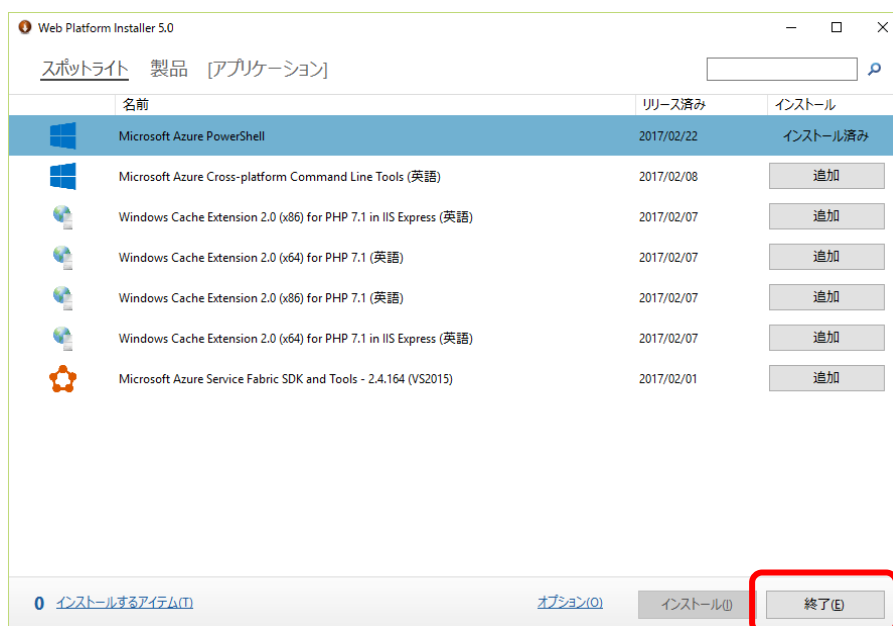 Web Platform Installer 5.0
スポットライト 製品 [アプリケーション]
名前 リリース済み インストール
Microsoft Azure PowerShell 2017/02/22 インストール済み
Microsoft Azure Cross-platform Command Line Tools (英語) 2017/02/08 追加
Windows Cache Extension 2.0 (x86) for PHP 7.1 in IIS Express (英語) 2017/02/07 追加
Windows Cache Extension 2.0 (x64) for PHP 7.1 (英語) 2017/02/07 追加
Windows Cache Extension 2.0 (x86) for PHP 7.1 (英語) 2017/02/07 追加
Windows Cache Extension 2.0 (x64) for PHP 7.1 in IIS Express (英語) 2017/02/07 追加
Microsoft Azure Service Fabric SDK and Tools - 2.4.164 (VS2015) 2017/02/01 追加
0 インストールするアイテム(T) オプション(O) インストール(I) 終了(E)